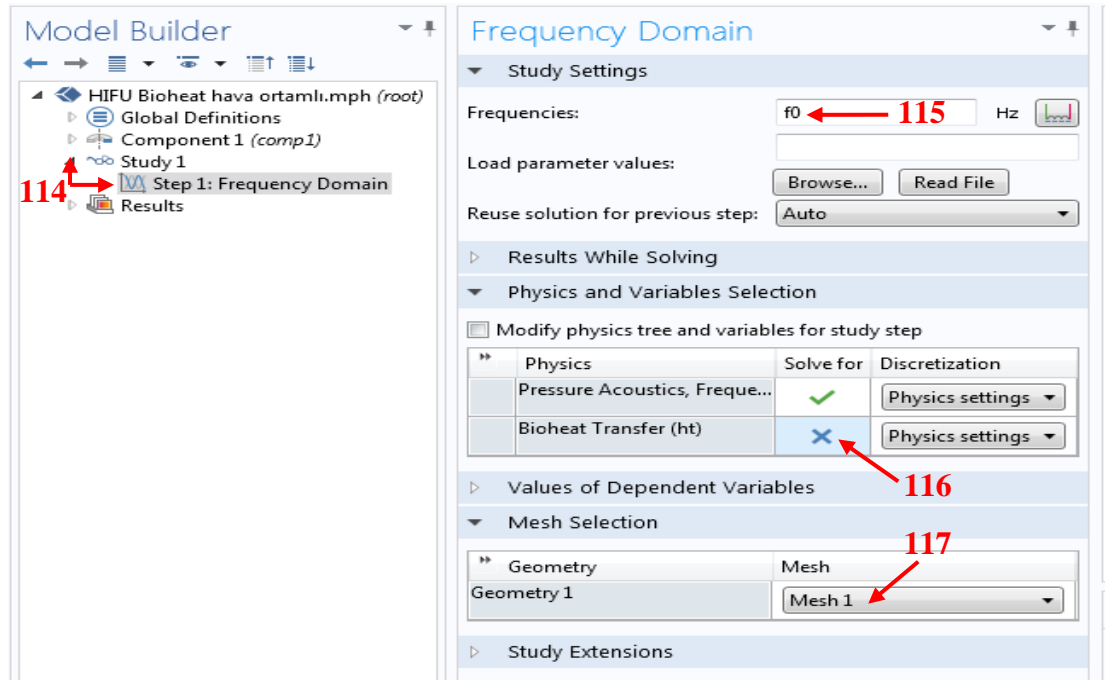 Model Builder
HIFU Bioheat hava ortamlı.mph (root)
Global Definitions
Component 1 (comp1)
Study 1
114
Step 1: Frequency Domain
Results
Frequency Domain
Study Settings
Frequencies: f0 115 Hz
Load parameter values:
Browse... Read File
Reuse solution for previous step: Auto
Results While Solving
Physics and Variables Selection
Modify physics tree and variables for study step
Physics Solve for Discretization
Pressure Acoustics, Freque... Physics settings
Bioheat Transfer (ht) Physics settings
116
Values of Dependent Variables
Mesh Selection
117
Geometry Mesh
Geometry 1 Mesh 1
Study Extensions